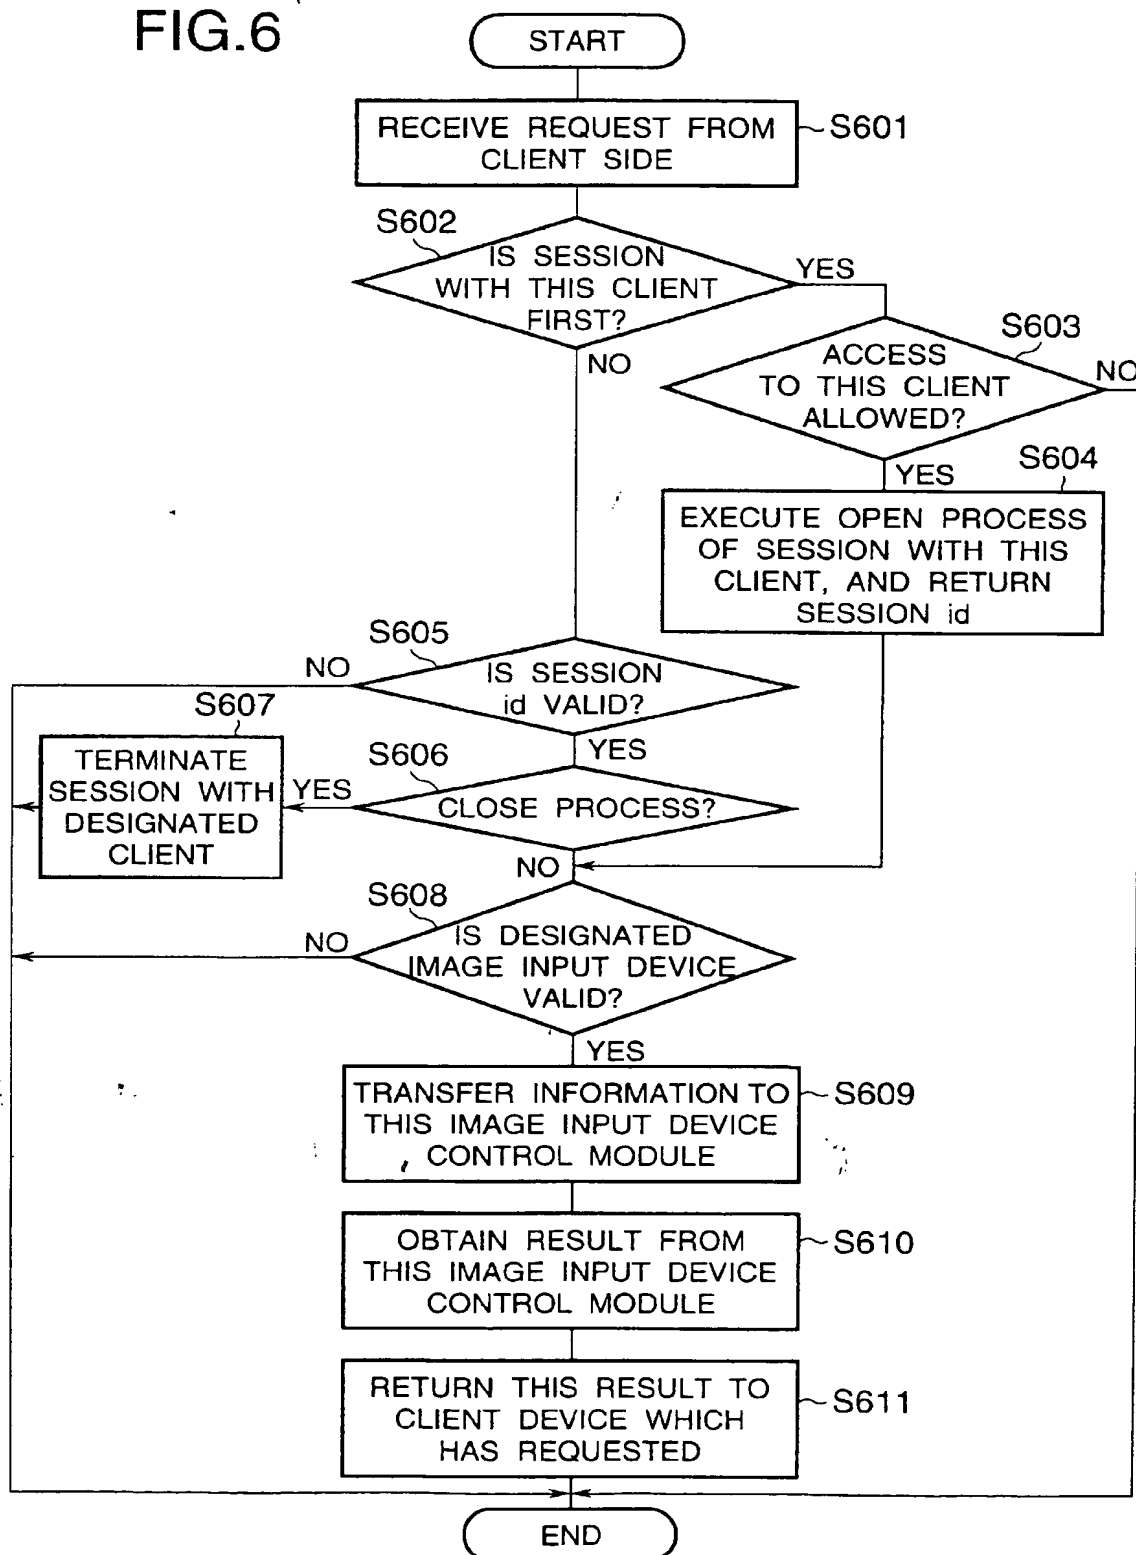 FIG.6
START
RECEIVE REQUEST FROM
CLIENT SIDE
S601
S602
IS SESSION
WITH THIS CLIENT
FIRST?
YES
NO
S603
ACCESS
TO THIS CLIENT
ALLOWED?
NO
YES
S604
EXECUTE OPEN PROCESS
OF SESSION WITH THIS
CLIENT, AND RETURN
SESSION id
S605
IS SESSION
id VALID?
NO
YES
S607
TERMINATE
SESSION WITH
DESIGNATED
CLIENT
YES
S606
CLOSE PROCESS?
NO
S608
IS DESIGNATED
IMAGE INPUT DEVICE
VALID?
NO
YES
TRANSFER INFORMATION TO
THIS IMAGE INPUT DEVICE
CONTROL MODULE
S609
OBTAIN RESULT FROM
THIS IMAGE INPUT DEVICE
CONTROL MODULE
S610
RETURN THIS RESULT TO
CLIENT DEVICE WHICH
HAS REQUESTED
S611
END